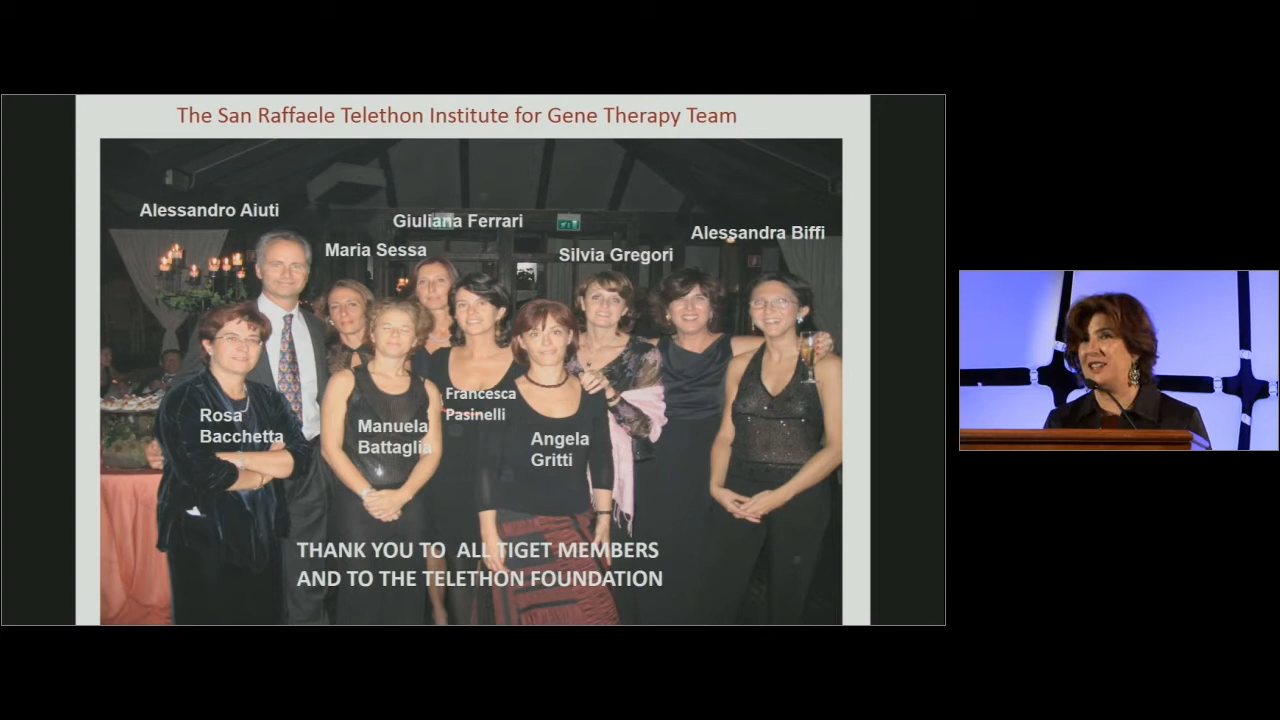 The San Raffaele Telethon Institute for Gene Therapy Team
Alessandro Aiuti
Giuliana Ferrari
Maria Sessa
Silvia Gregori
Alessandra Biffi
Rosa
Bacchetta
Manuela
Battaglia
Francesca
Pasinelli
Angela
Gritti
THANK YOU TO ALL TIGET MEMBERS
AND TO THE TELETHON FOUNDATION